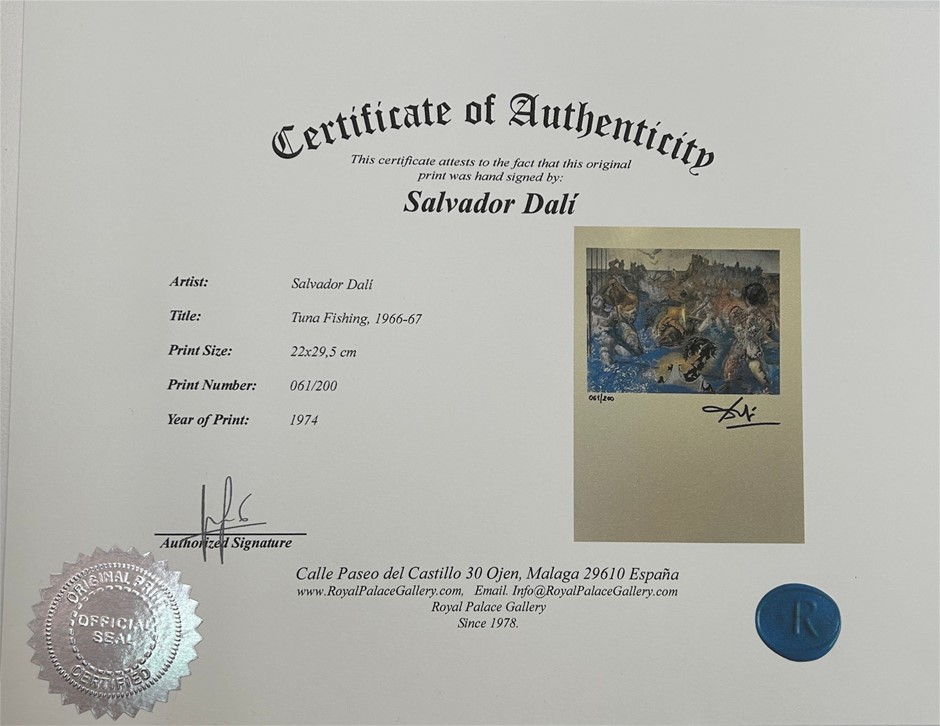 Certificate of Authenticity
This certificate attests to the fact that this original
print was hand signed by:
Salvador Dalí
Artist: Salvador Dalí
Title: Tuna Fishing, 1966-67
Print Size: 22x29,5 cm
Print Number: 061/200
Year of Print: 1974
061/200
Dalí
Authorized Signature
Calle Paseo del Castillo 30 Ojen, Malaga 29610 España
www.RoyalPalaceGallery.com, Email. Info@RoyalPalaceGallery.com
Royal Palace Gallery
Since 1978.
ORIGINAL PRINT
OFFICIAL
SEAL
CERTIFIED
R